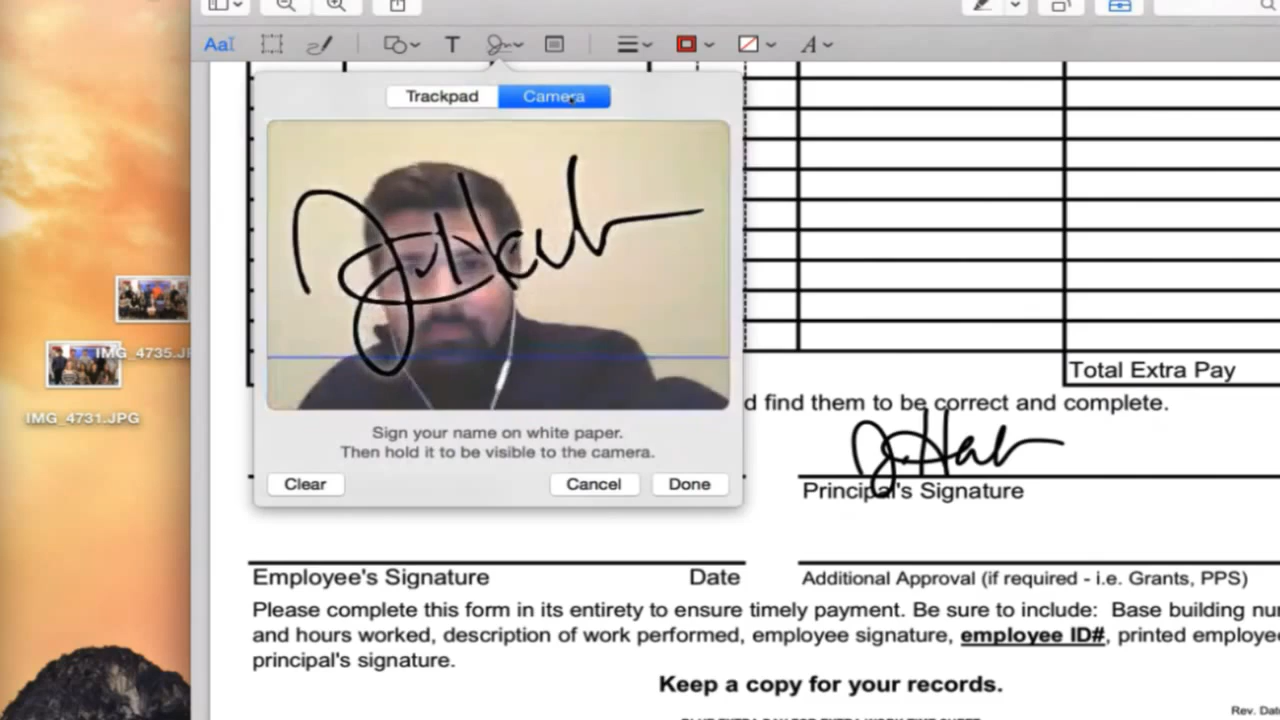 AaI
T
A
Trackpad
Camera
IMG_4735.J
IMG_4731.JPG
Sign your name on white paper.
Then hold it to be visible to the camera.
Clear
Cancel
Done
Total Extra Pay
d find them to be correct and complete.
Principal's Signature
Employee's Signature
Date
Additional Approval (if required - i.e. Grants, PPS)
Please complete this form in its entirety to ensure timely payment. Be sure to include: Base building nu
and hours worked, description of work performed, employee signature, employee ID#, printed employe
principal's signature.
Keep a copy for your records.
Rev. Dat